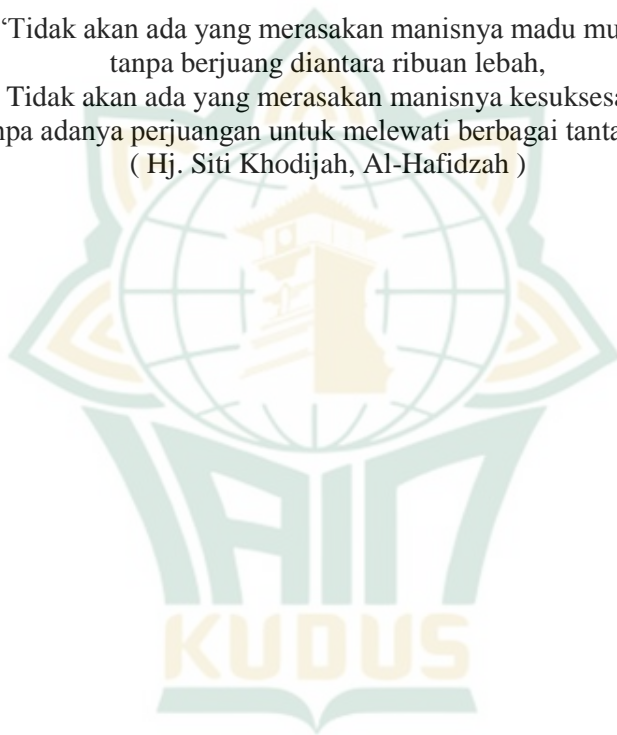 “Tidak akan ada yang merasakan manisnya madu
tanpa berjuang diantara ribuan lebah,
Tidak akan ada yang merasakan manisnya
adanya perjuangan untuk melewati berbagai
( Hj. Siti Khodijah, Al-Hafidzah )
IAIN
KUDUS